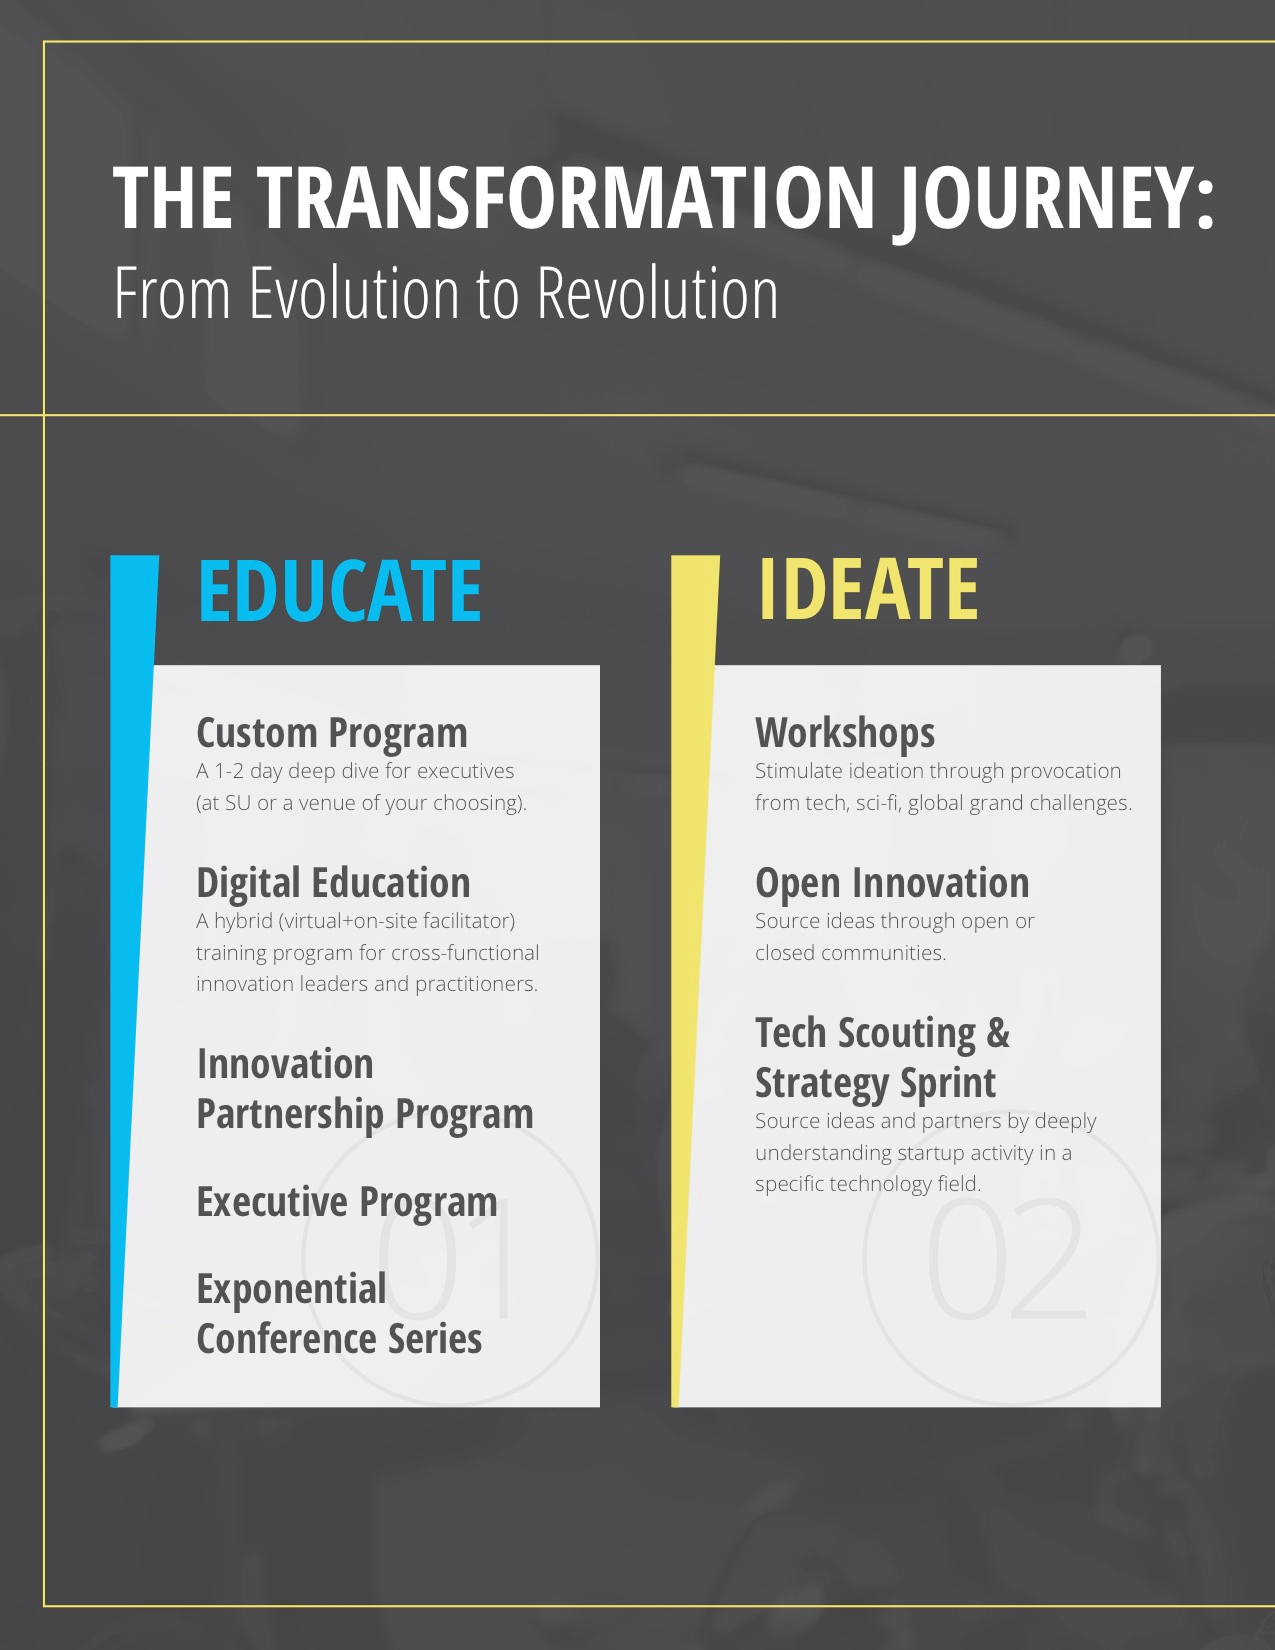 THE TRANSFORMATION JOURNEY:
From Evolution to Revolution
EDUCATE
Custom Program
A 1-2 day deep dive for executives
(at SU or a venue of your choosing).
Digital Education
A hybrid (virtual+on-site facilitator)
training program for cross-functional
innovation leaders and practitioners.
Innovation
Partnership Program
Executive Program
Exponential
Conference Series
01
IDEATE
Workshops
Stimulate ideation through provocation
from tech, sci-fi, global grand challenges.
Open Innovation
Source ideas through open or
closed communities.
Tech Scouting &
Strategy Sprint
Source ideas and partners by deeply
understanding startup activity in a
specific technology field.
02